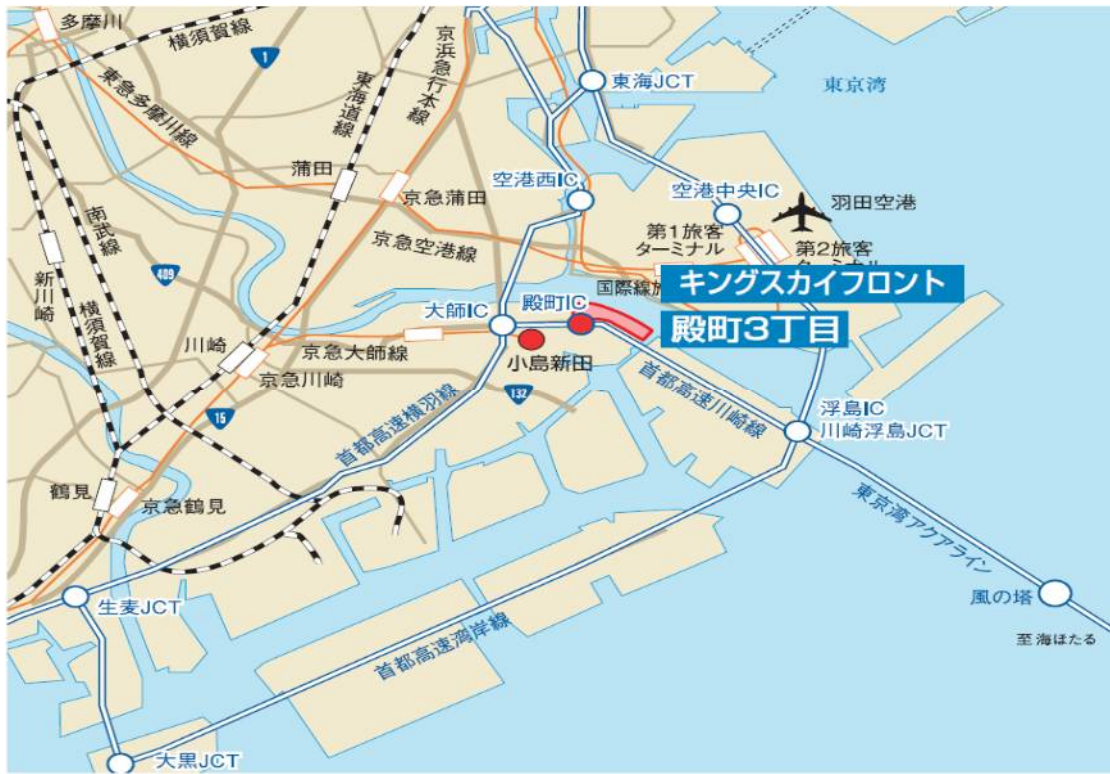 多摩川
横須賀線
1
京浜急行本線
東海JCT
東京湾
東急多摩川線
東海道線
蒲田
空港西IC
京急蒲田
空港中央IC
羽田空港
第1旅客
ターミナル
第2旅客
南武線
409
京急空港線
新川崎
横須賀線
国際線
キングスカイフロント
大師IC
殿町IC
殿町3丁目
川崎
京急大師線
小島新田
京急川崎
132
15
首都高速横羽線
首都高速川崎線
浮島IC
川崎浮島JCT
鶴見
京急鶴見
東京湾アクアライン
生麦JCT
風の塔
首都高速湾岸線
至 海ほたる
大黒JCT